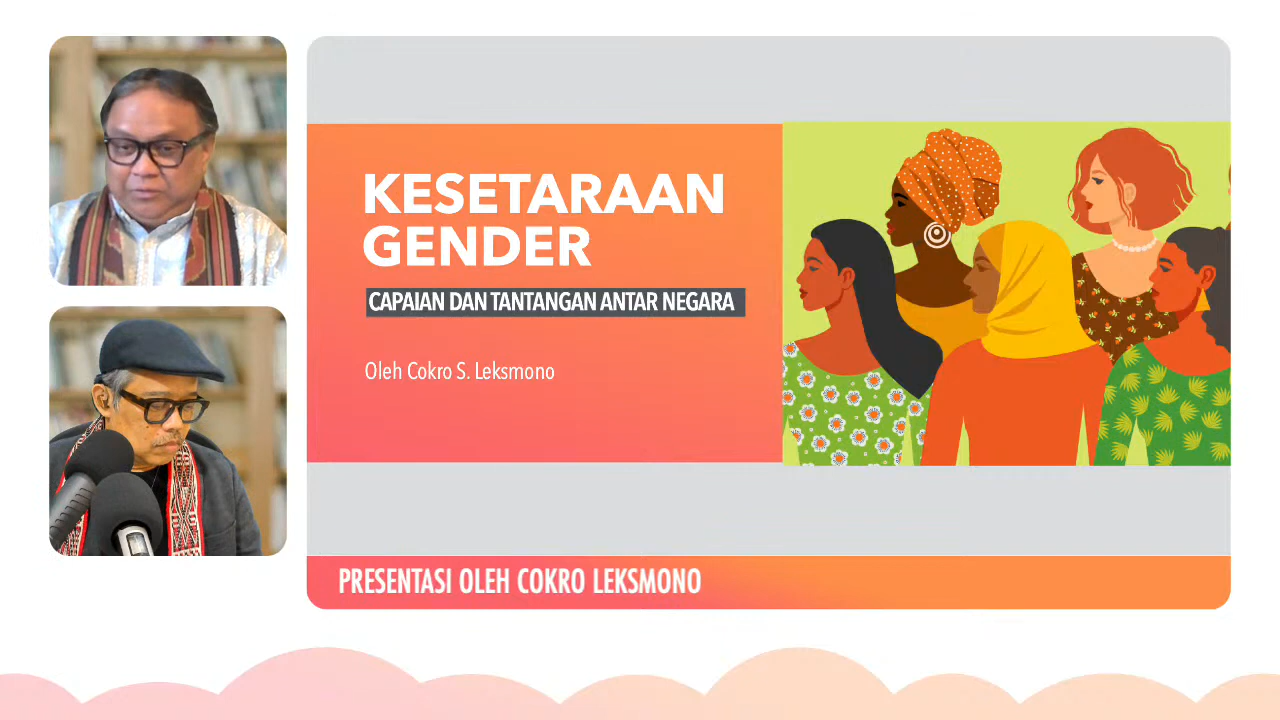 KESETARAAN
GENDER
CAPAIAN DAN TANTANGAN ANTAR NEGARA
Oleh Cokro S. Leksmono
PRESENTASI OLEH COKRO LEKSMONO